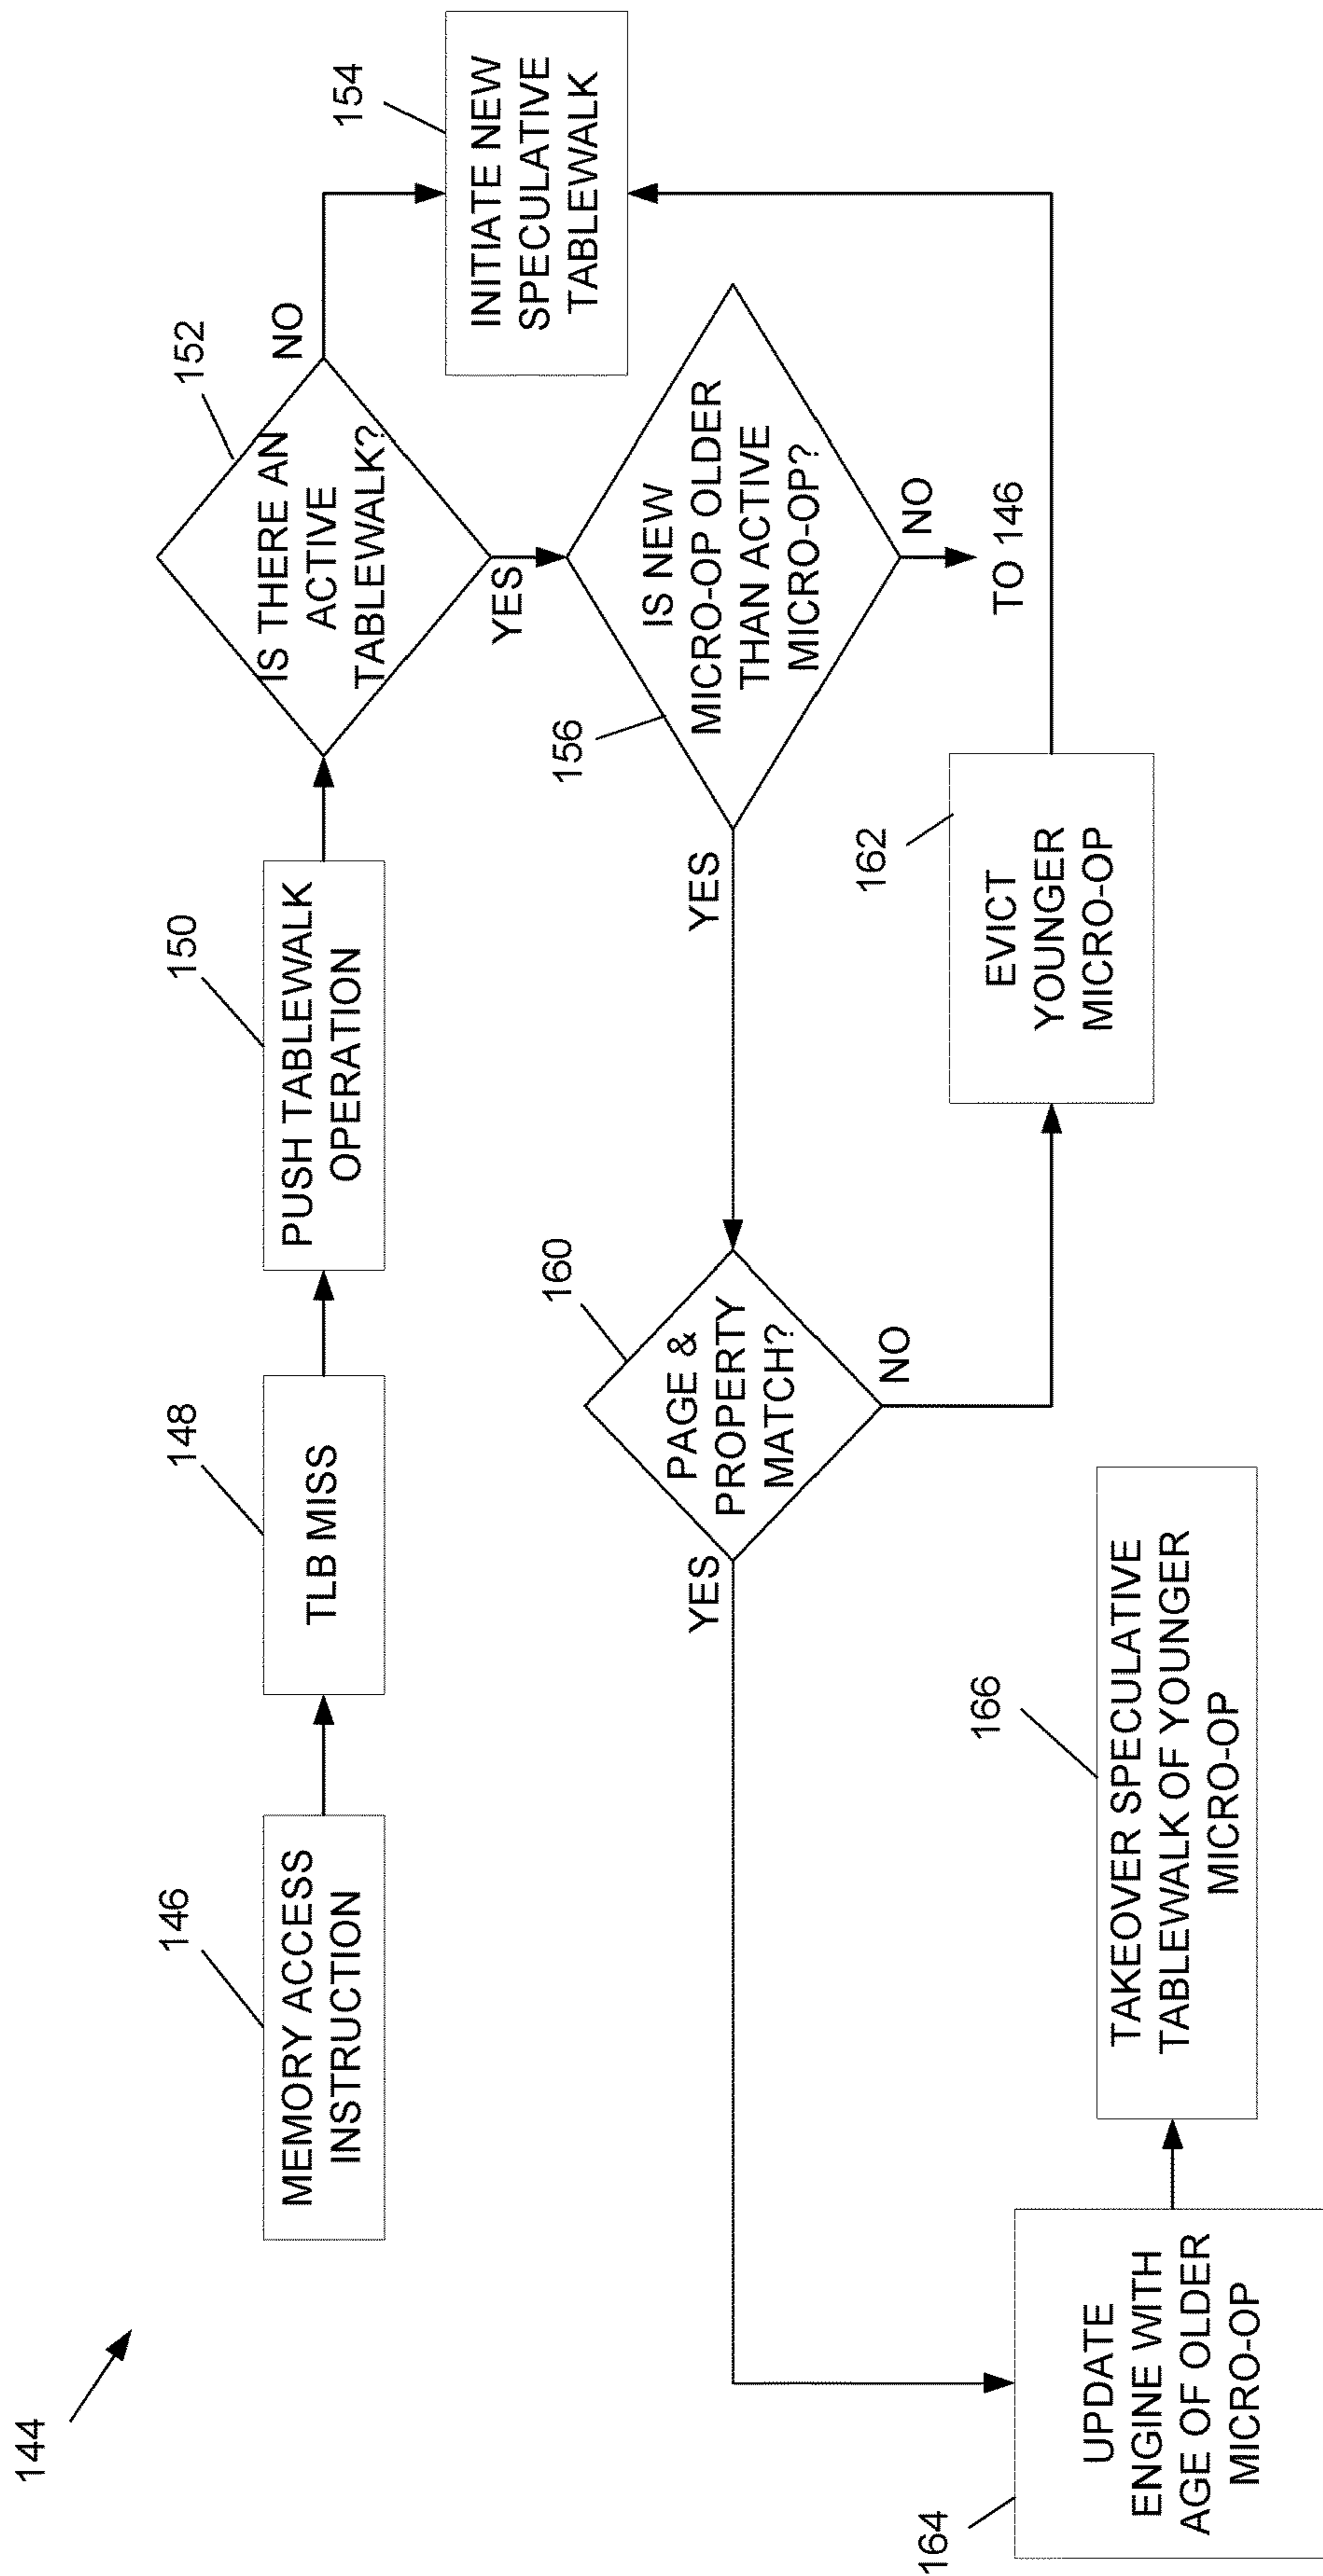 144
146
MEMORY ACCESS
INSTRUCTION
148
TLB MISS
150
PUSH TABLEWALK
OPERATION
152
IS THERE AN
ACTIVE
TABLEWALK?
NO
YES
154
INITIATE NEW
SPECULATIVE
TABLEWALK
156
IS NEW
MICRO-OP OLDER
THAN ACTIVE
MICRO-OP?
YES
NO
TO 146
160
PAGE &
PROPERTY
MATCH?
YES
NO
162
EVICT
YOUNGER
MICRO-OP
164
UPDATE
ENGINE WITH
AGE OF OLDER
MICRO-OP
166
TAKEOVER SPECULATIVE
TABLEWALK OF YOUNGER
MICRO-OP